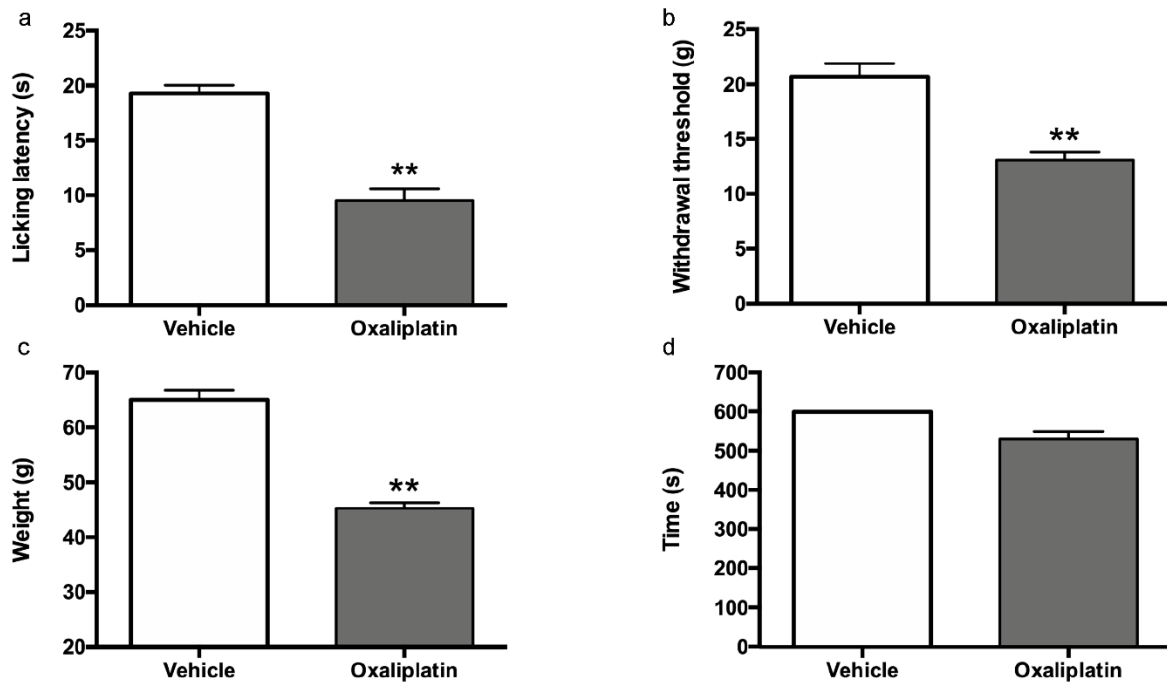 a
Licking latency (s)
25
20
15
10
5
0
**
Vehicle Oxaliplatin
b
Withdrawal threshold (g)
25
20
15
10
5
0
**
Vehicle Oxaliplatin
c
Weight (g)
70
60
50
40
30
20
**
Vehicle Oxaliplatin
d
Time (s)
700
600
500
400
300
200
100
0
Vehicle Oxaliplatin